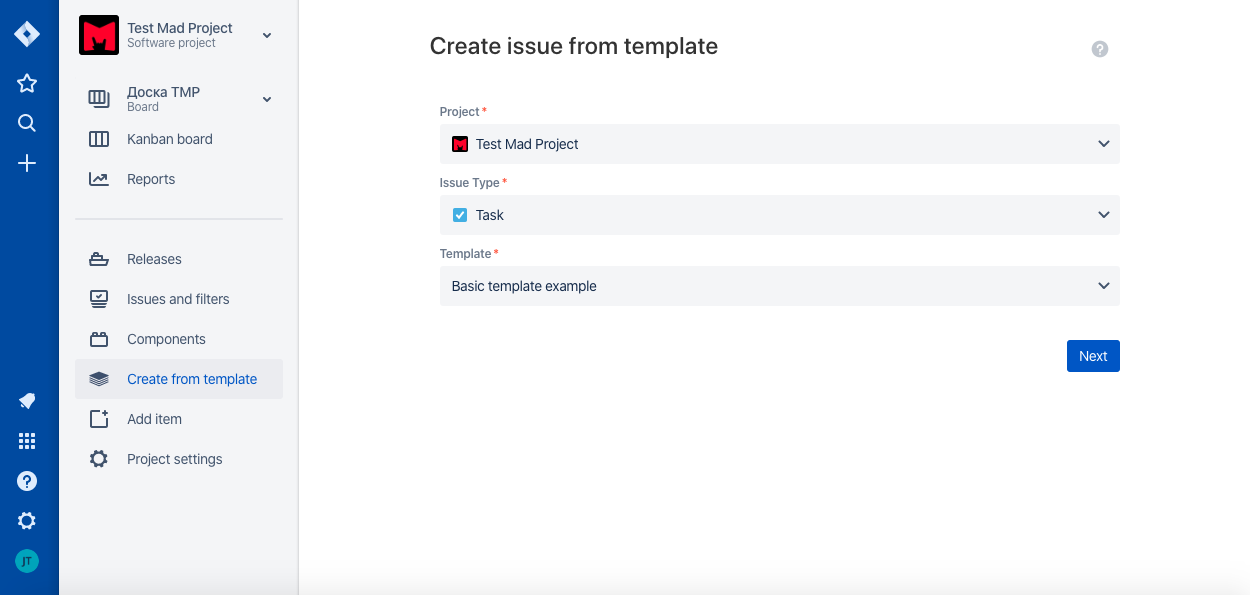 Test Mad Project
Software project
Доска TMP
Board
Kanban board
Reports
Releases
Issues and filters
Components
Create from template
Add item
Project settings
JT
Create issue from template
?
Project *
Test Mad Project
Issue Type *
Task
Template *
Basic template example
Next